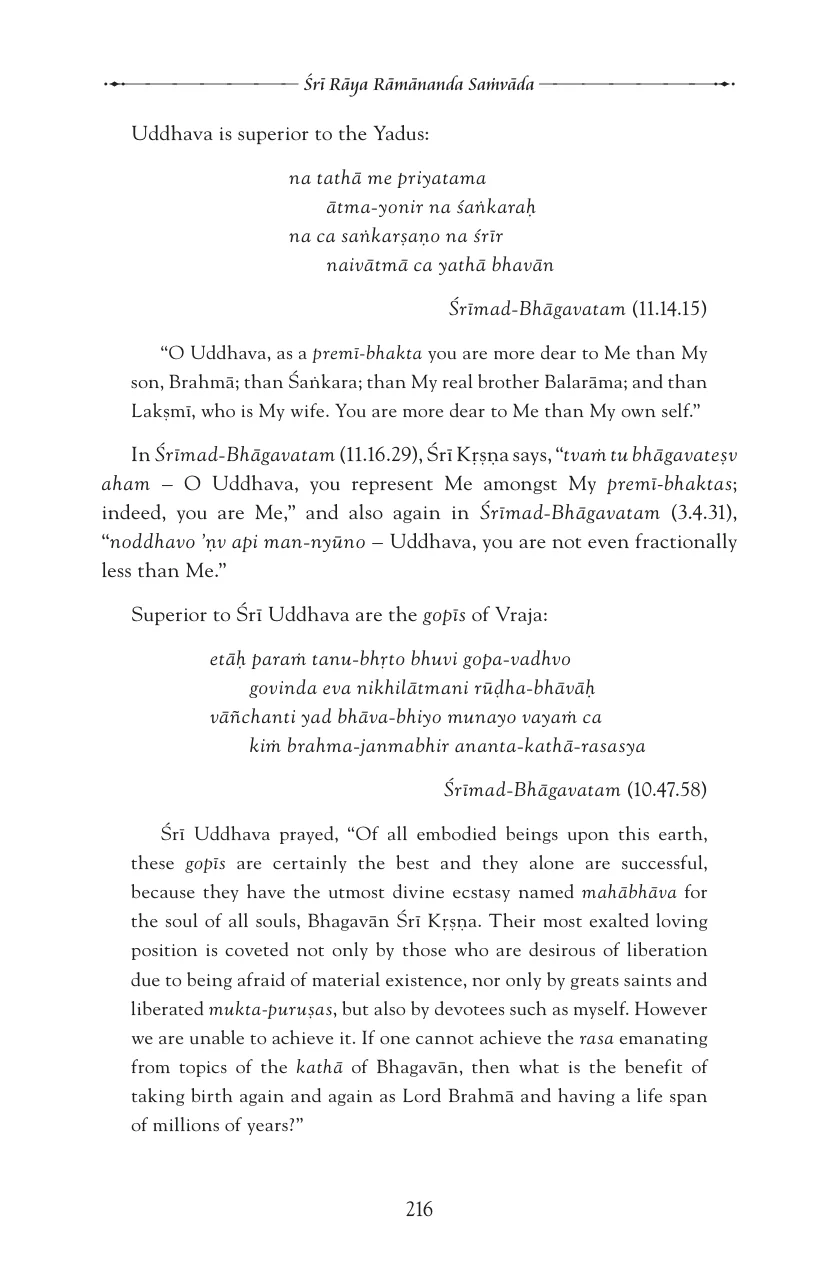 Śrī Rāya Rāmānanda Saṁvāda
Uddhava is superior to the Yadus:
na tathā me priyatama
ātma-yonir na śaṅkaraḥ
na ca saṅkarṣaṇo na śrīr
naivātmā ca yathā bhavān
Śrīmad-Bhāgavatam (11.14.15)
“O Uddhava, as a premī-bhakta you are more dear to Me than My
son, Brahmā; than Śaṅkara; than My real brother Balarāma; and than
Lakṣmī, who is My wife. You are more dear to Me than My own self.”
In Śrīmad-Bhāgavatam (11.16.29), Śrī Kṛṣṇa says, “tvaṁ tu bhāgavateṣv
aham – O Uddhava, you represent Me amongst My premī-bhaktas;
indeed, you are Me,” and also again in Śrīmad-Bhāgavatam (3.4.31),
“noddhavo ’ṇv api man-nyūno – Uddhava, you are not even fractionally
less than Me.”
Superior to Śrī Uddhava are the gopīs of Vraja:
etāḥ paraṁ tanu-bhṛto bhuvi gopa-vadhvo
govinda eva nikhilātmani rūḍha-bhāvāḥ
vāñchanti yad bhāva-bhiyo munayo vayaṁ ca
kiṁ brahma-janmabhir ananta-kathā-rasasya
Śrīmad-Bhāgavatam (10.47.58)
Śrī Uddhava prayed, “Of all embodied beings upon this earth,
these gopīs are certainly the best and they alone are successful,
because they have the utmost divine ecstasy named mahābhāva for
the soul of all souls, Bhagavān Śrī Kṛṣṇa. Their most exalted loving
position is coveted not only by those who are desirous of liberation
due to being afraid of material existence, nor only by greats saints and
liberated mukta-puruṣas, but also by devotees such as myself. However
we are unable to achieve it. If one cannot achieve the rasa emanating
from topics of the kathā of Bhagavān, then what is the benefit of
taking birth again and again as Lord Brahmā and having a life span
of millions of years?”
216